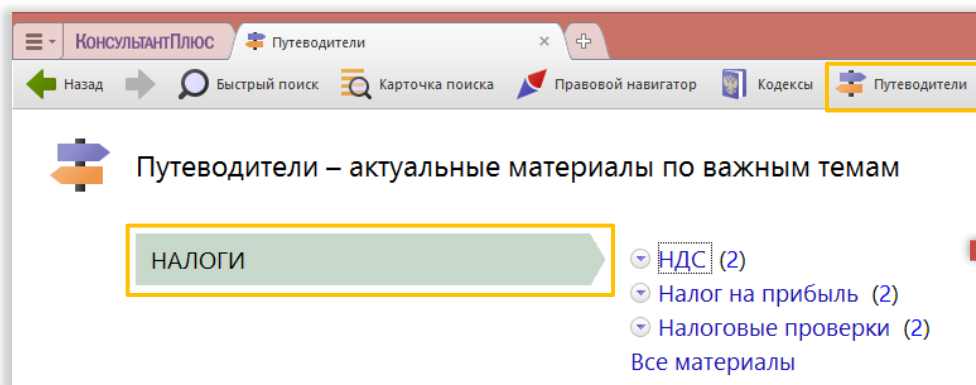 КонсультантПлюс Путеводители
Назад Быстрый поиск Карточка поиска Правовой навигатор Кодексы Путеводители
Путеводители – актуальные материалы по важным темам
НАЛОГИ
НДС (2)
Налог на прибыль (2)
Налоговые проверки (2)
Все материалы